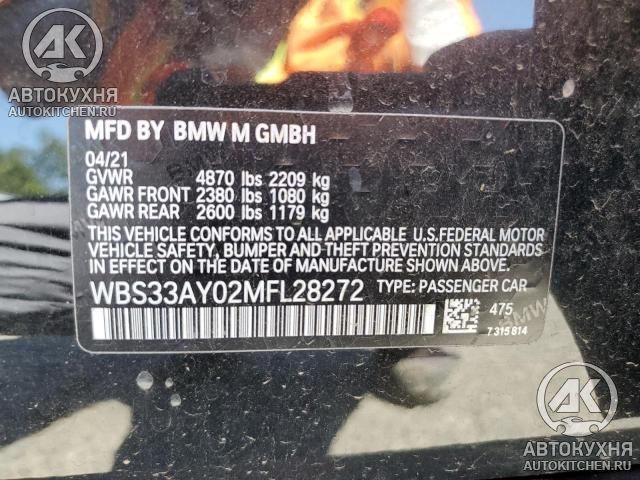 АВТОКУХНЯ
AUTOKITCHEN.RU
MFD BY BMW M GMBH
04/21
GVWR 4870 lbs 2209 kg
GAWR FRONT 2380 lbs 1080 kg
GAWR REAR 2600 lbs 1179 kg
THIS VEHICLE CONFORMS TO ALL APPLICABLE U.S.FEDERAL MOTOR
VEHICLE SAFETY, BUMPER AND THEFT PREVENTION STANDARDS
IN EFFECT ON THE DATE OF MANUFACTURE SHOWN ABOVE.
WBS33AY02MFL28272 TYPE: PASSENGER CAR
475
7 315 814
BMW
АВТОКУХНЯ
AUTOKITCHEN.RU